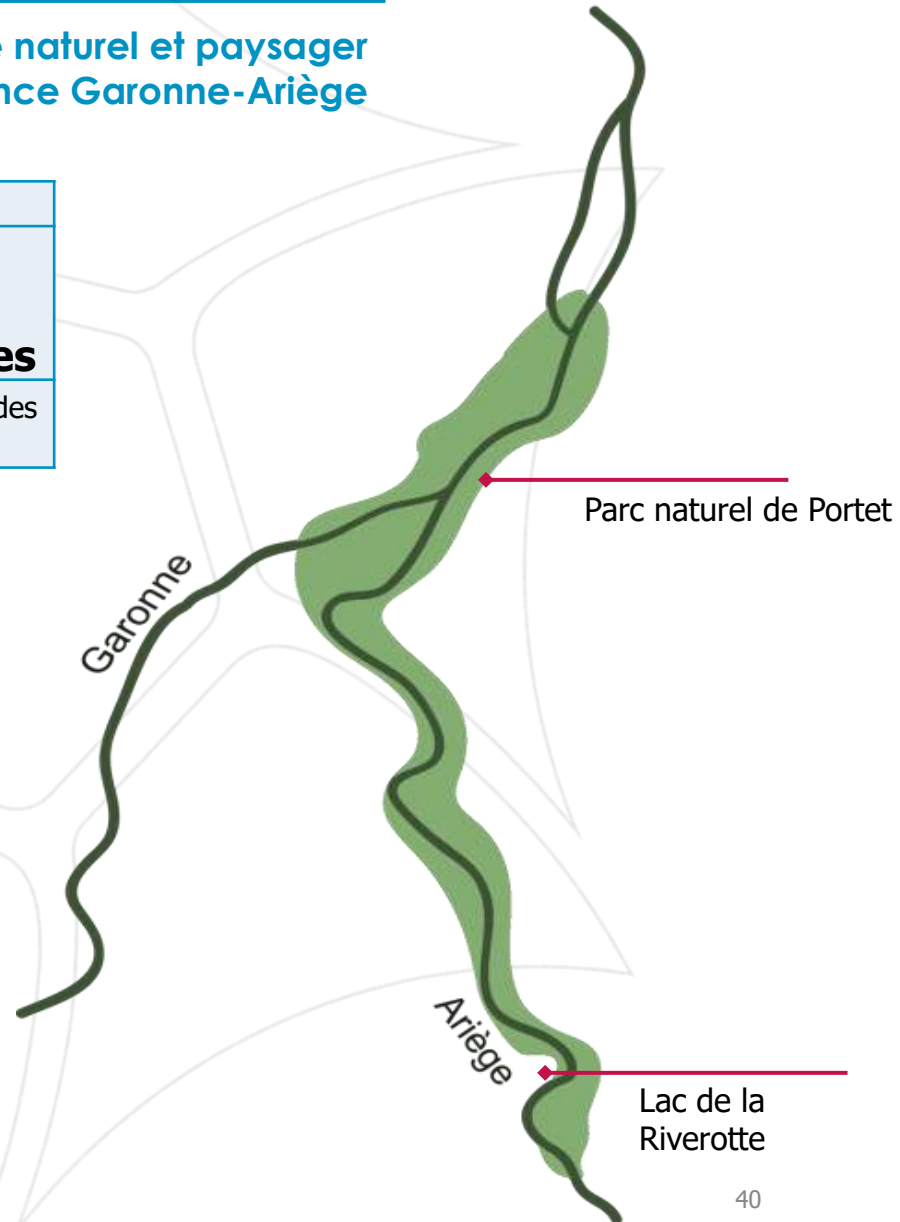 e naturel et paysager
nce Garonne-Ariège
es
des
Parc naturel de Portet
Garonne
Ariège
Lac de la
Riverotte
40